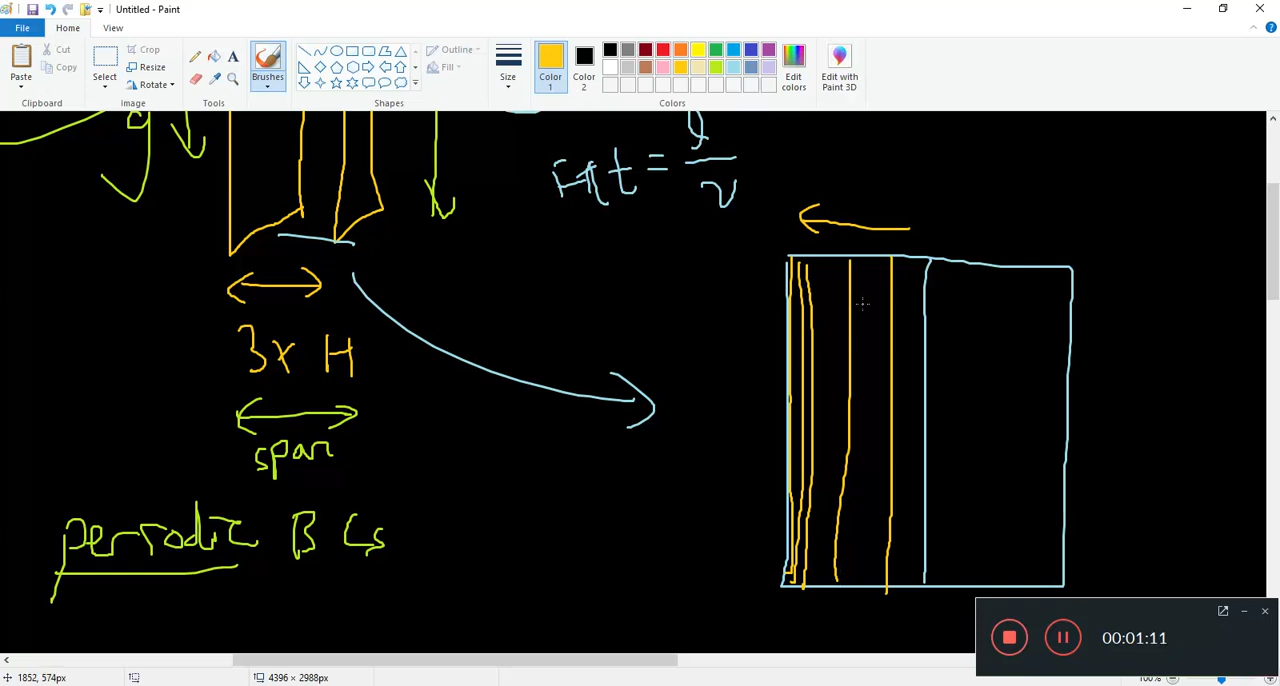 Untitled - Paint
File Home View
Cut
Copy
Paste
Clipboard
Select
Crop
Resize
Rotate
Image
Tools
Brushes
Shapes
Outline
Fill
Size
Color 1
Color 2
Edit colors
Colors
Edit with Paint 3D
t =
3x H
span
periodic B Cs
00:01:11
1852, 574px
4396 × 2988px
100%